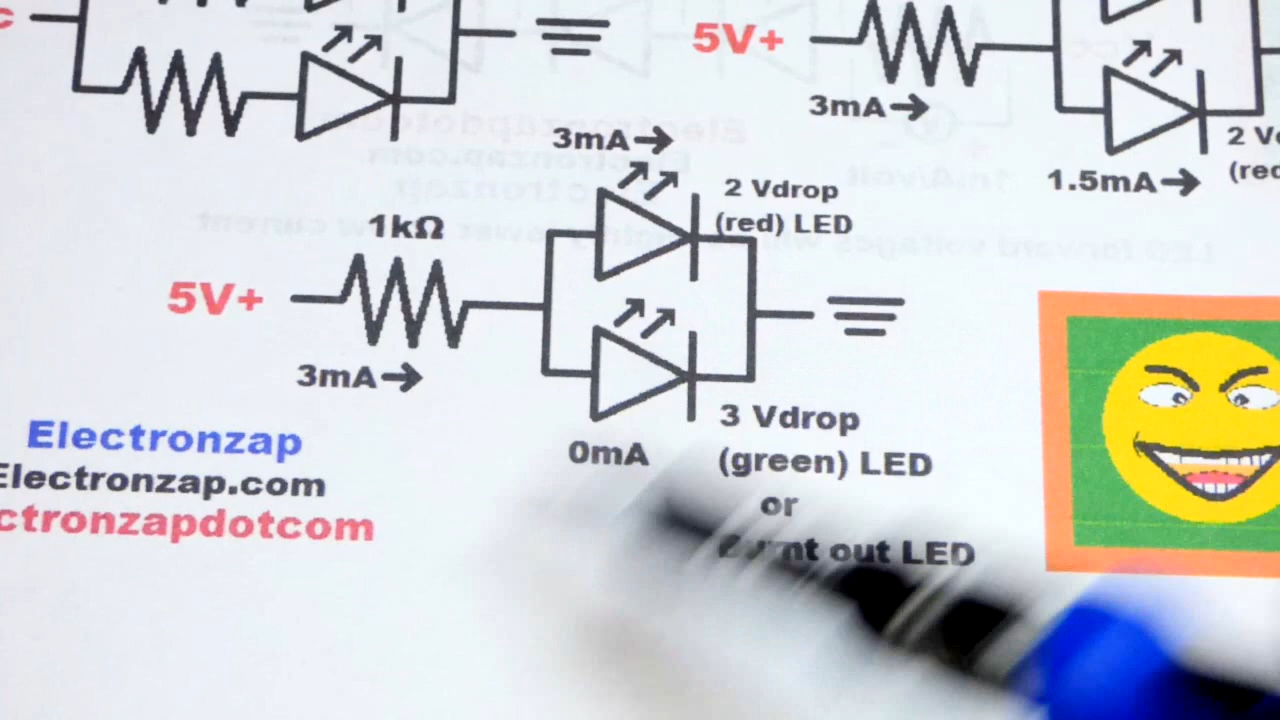 5V+
3mA→
3mA→
2 Vdrop
(red) LED
1.5mA→
1kΩ
5V+
3mA→
0mA
3 Vdrop
(green) LED
or
Burnt out LED
Electronzap
Electronzap.com
ctronzapdotcom